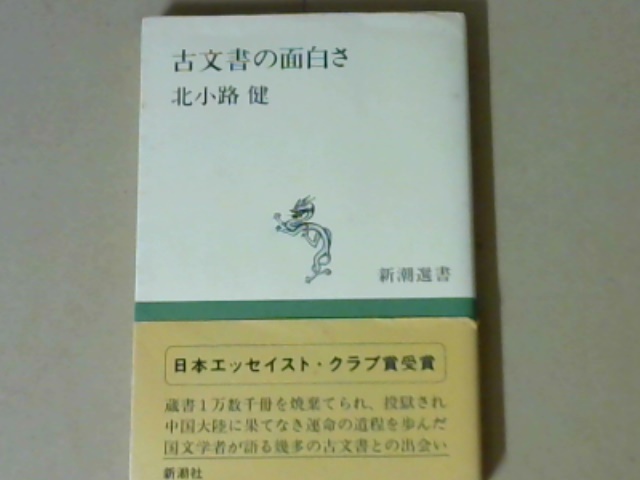 古文書の面白さ
北小路 健
新潮選書
日本エッセイスト・クラブ賞受賞
蔵書1万数千冊を焼棄てられ、投獄され
中国大陸に果てなき運命の道程を歩んだ
国文学者が語る幾多の古文書との出会い
新潮社